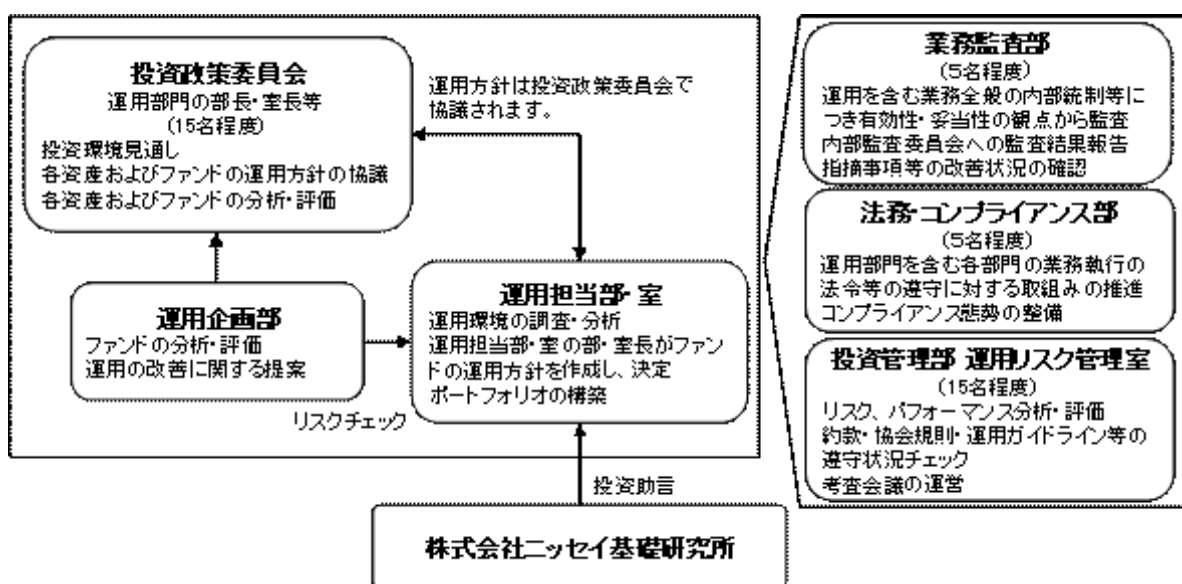 投資政策委員会
運用部門の部長・室長等
(15名程度)
投資環境見通し
各資産およびファンドの運用方針の協議
各資産およびファンドの分析・評価
運用方針は投資政策委員会で
協議されます。
運用企画部
ファンドの分析・評価
運用の改善に関する提案
リスクチェック
運用担当部・室
運用環境の調査・分析
運用担当部・室の部・室長がファン
ドの運用方針を作成し、決定
ポートフォリオの構築
投資助言
株式会社ニッセイ基礎研究所
業務監査部
(5名程度)
運用を含む業務全般の内部統制等に
つき有効性・妥当性の観点から監査
内部監査委員会への監査結果報告
指摘事項等の改善状況の確認
法務・コンプライアンス部
(5名程度)
運用部門を含む各部門の業務執行の
法令等の遵守に対する取組みの推進
コンプライアンス態勢の整備
投資管理部 運用リスク管理室
(15名程度)
リスク、パフォーマンス分析・評価
約款・協会規則・運用ガイドライン等の
遵守状況チェック
考査会議の運営